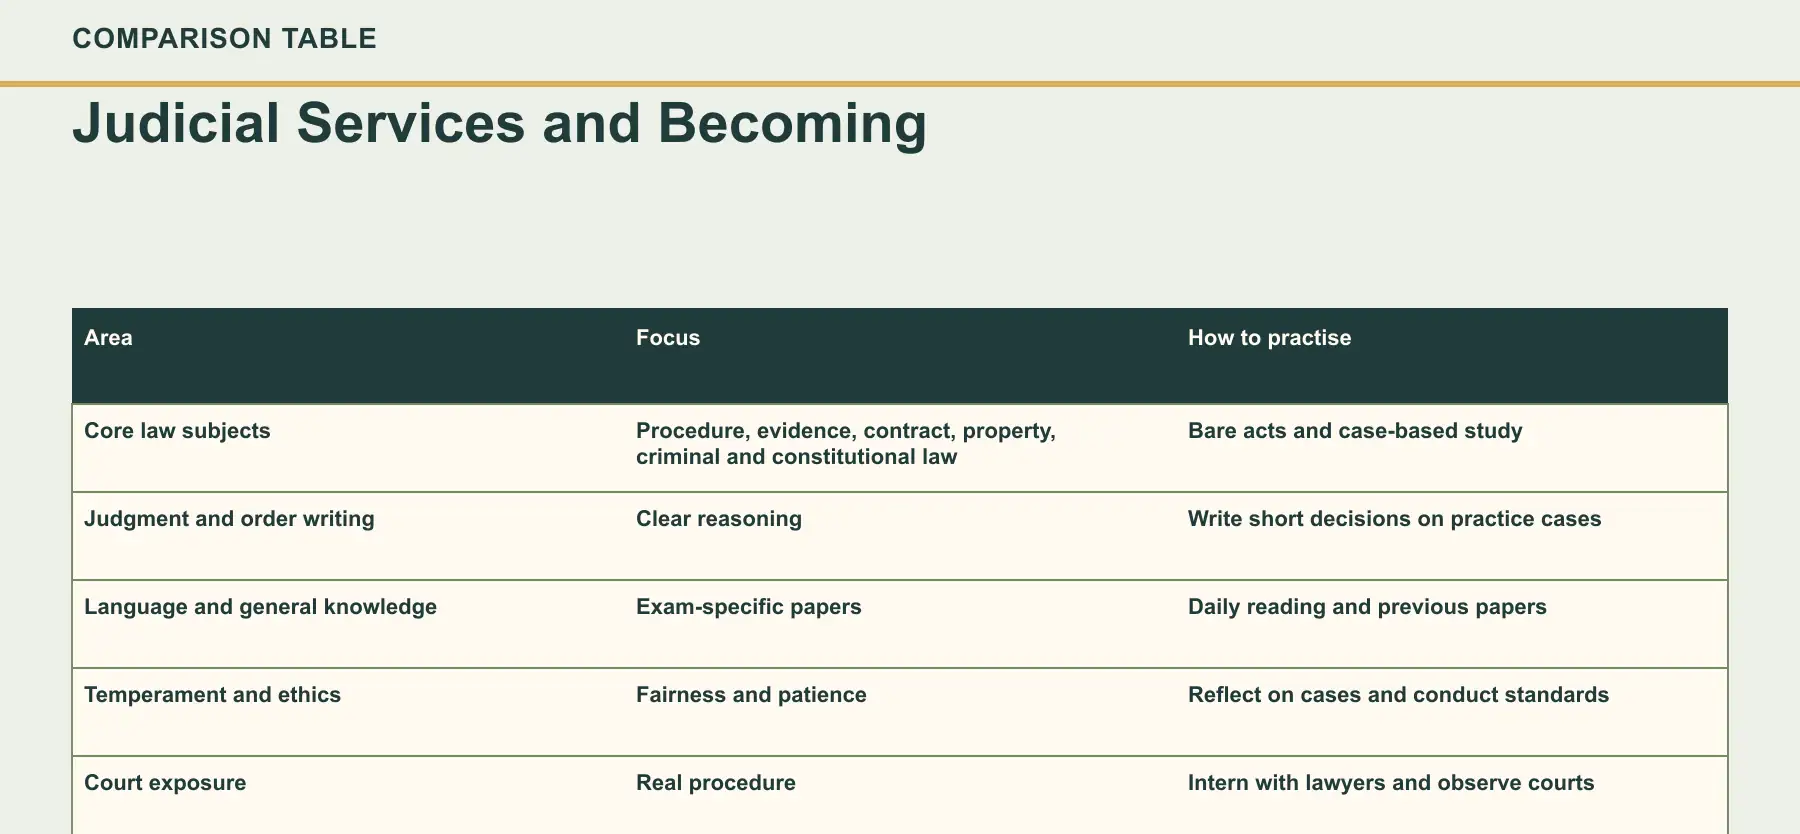 COMPARISON TABLE
Judicial Services and Becoming
Area Focus How to practise
Core law subjects Procedure, evidence, contract, property, Bare acts and case-based study
criminal and constitutional law
Judgment and order writing Clear reasoning Write short decisions on practice cases
Language and general knowledge Exam-specific papers Daily reading and previous papers
Temperament and ethics Fairness and patience Reflect on cases and conduct standards
Court exposure Real procedure Intern with lawyers and observe courts